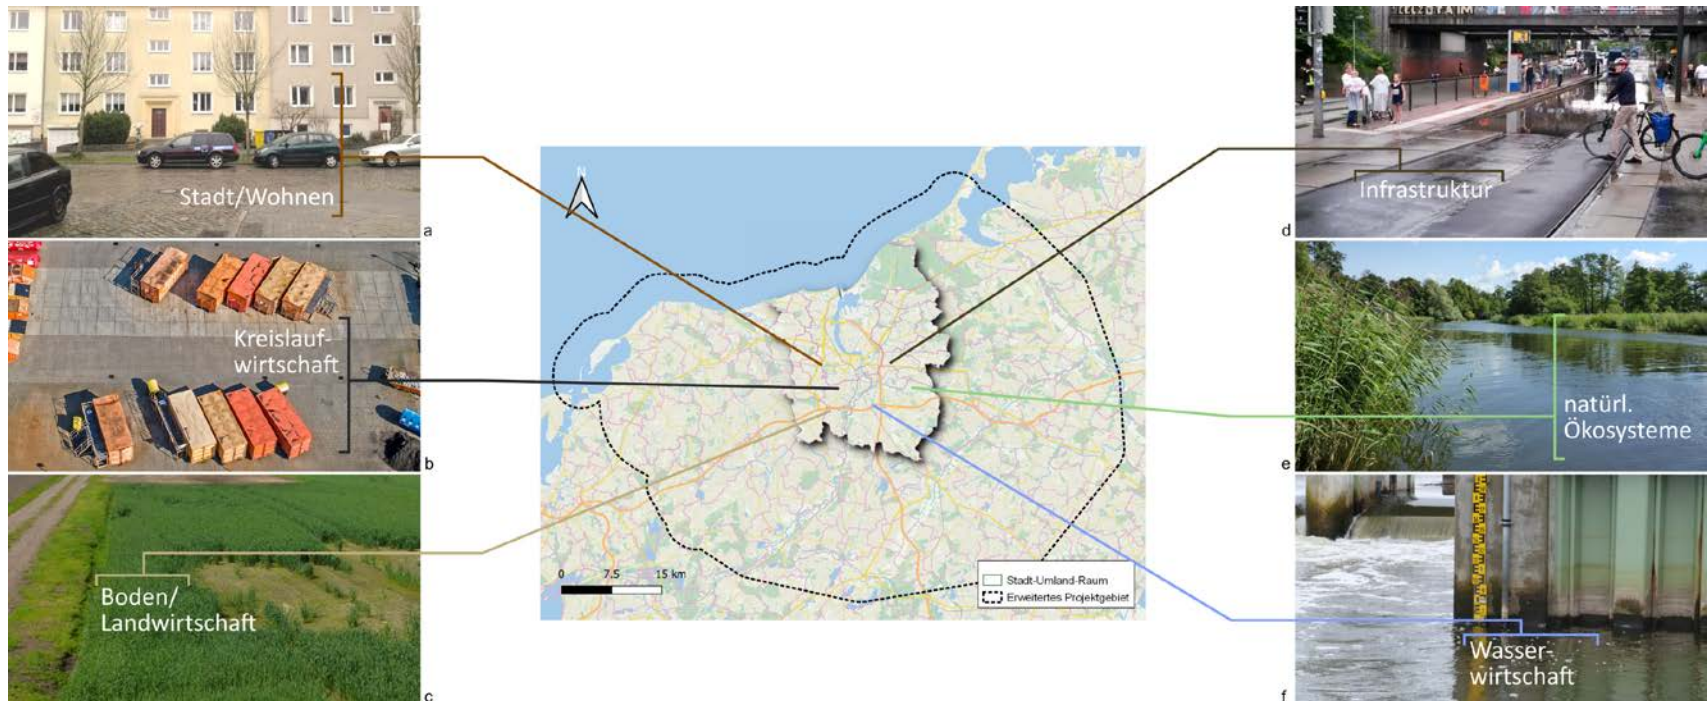 Stadt/Wohnen
a
Kreislauf-
wirtschaft
b
Boden/
Landwirtschaft
c
N
0 7.5 15 km
Stadt-Umland-Raum
Erweitertes Projektgebiet
Infrastruktur
d
natürl.
Ökosysteme
e
Wasser-
wirtschaft
f